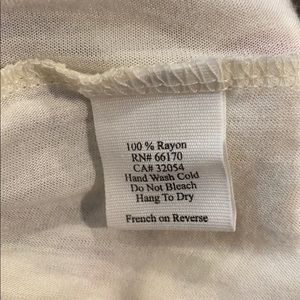 100 % Rayon
RN# 66170
CA# 32054
Hand Wash Cold
Do Not Bleach
Hang To Dry
French on Reverse